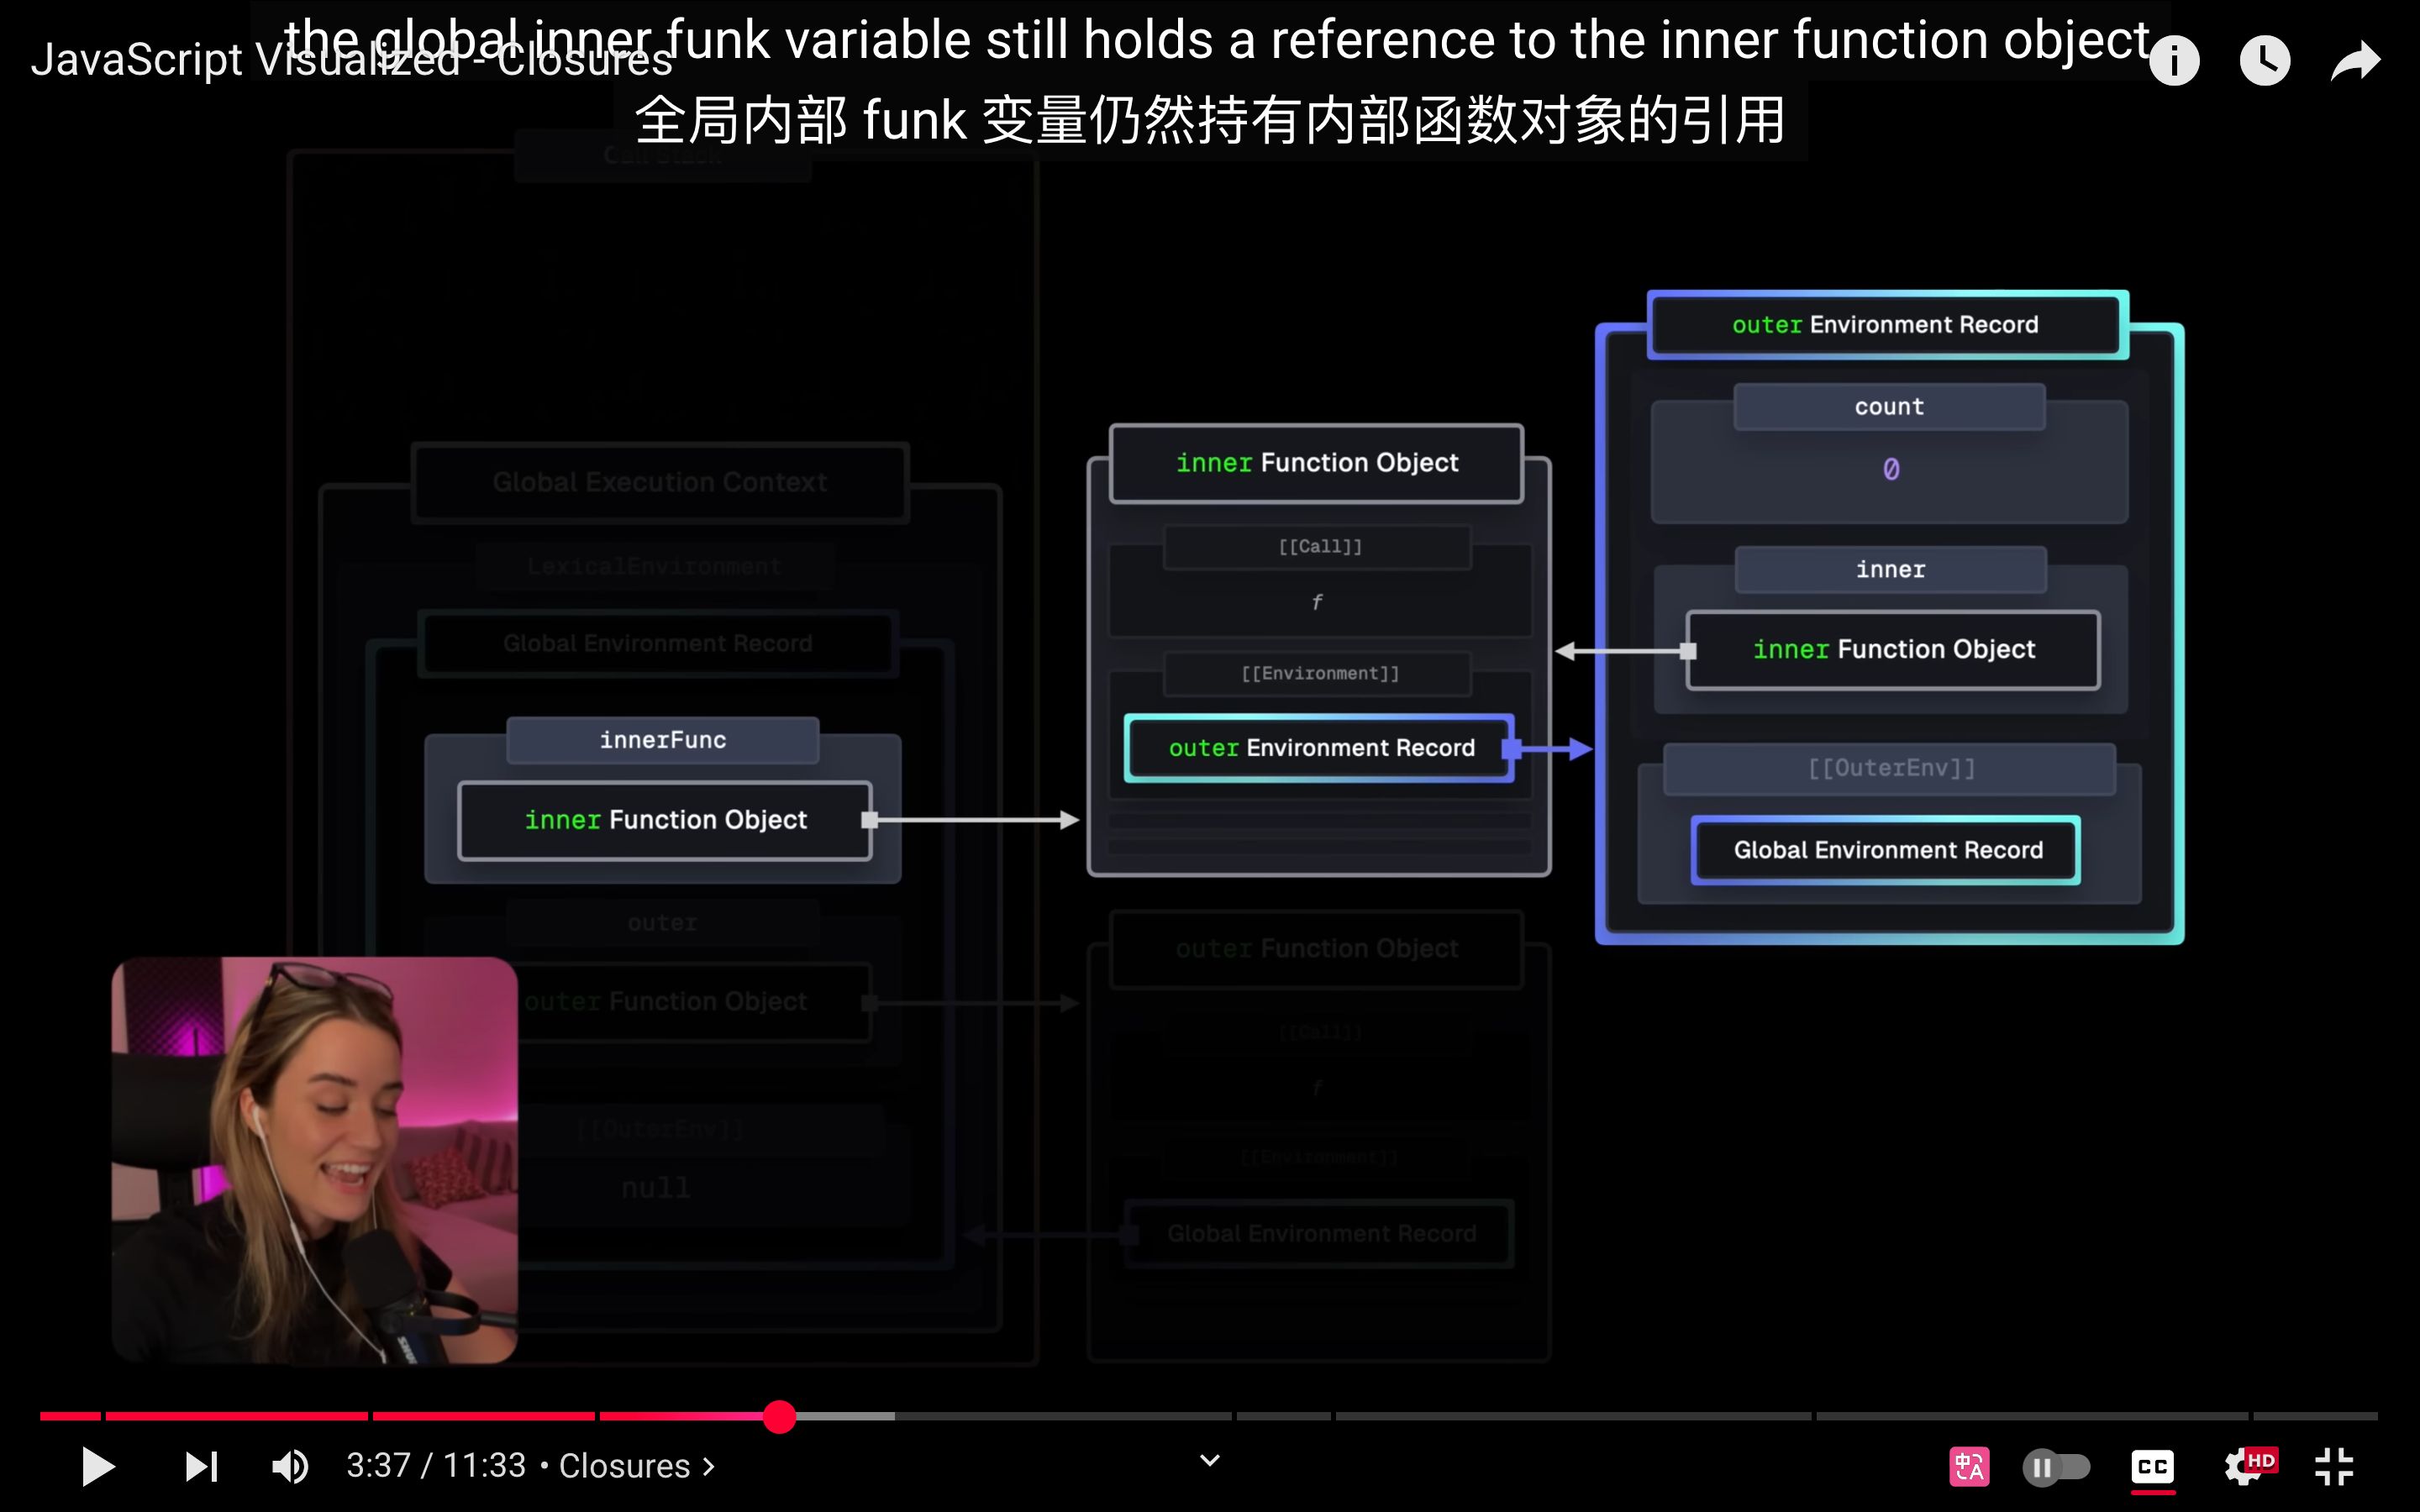 the global inner funk variable still holds a reference to the inner function object
JavaScript Visualized - Closures
全局内部 funk 变量仍然持有内部函数对象的引用
Call Stack
Global Execution Context
LexicalEnvironment
Global Environment Record
innerFunc
inner Function Object
outer
outer Function Object
[[OuterEnv]]
null
inner Function Object
[[Call]]
f
[[Environment]]
outer Environment Record
outer Function Object
[[Call]]
f
[[Environment]]
Global Environment Record
outer Environment Record
count
0
inner
inner Function Object
[[OuterEnv]]
Global Environment Record
3:37 / 11:33 • Closures
中A
CC
HD